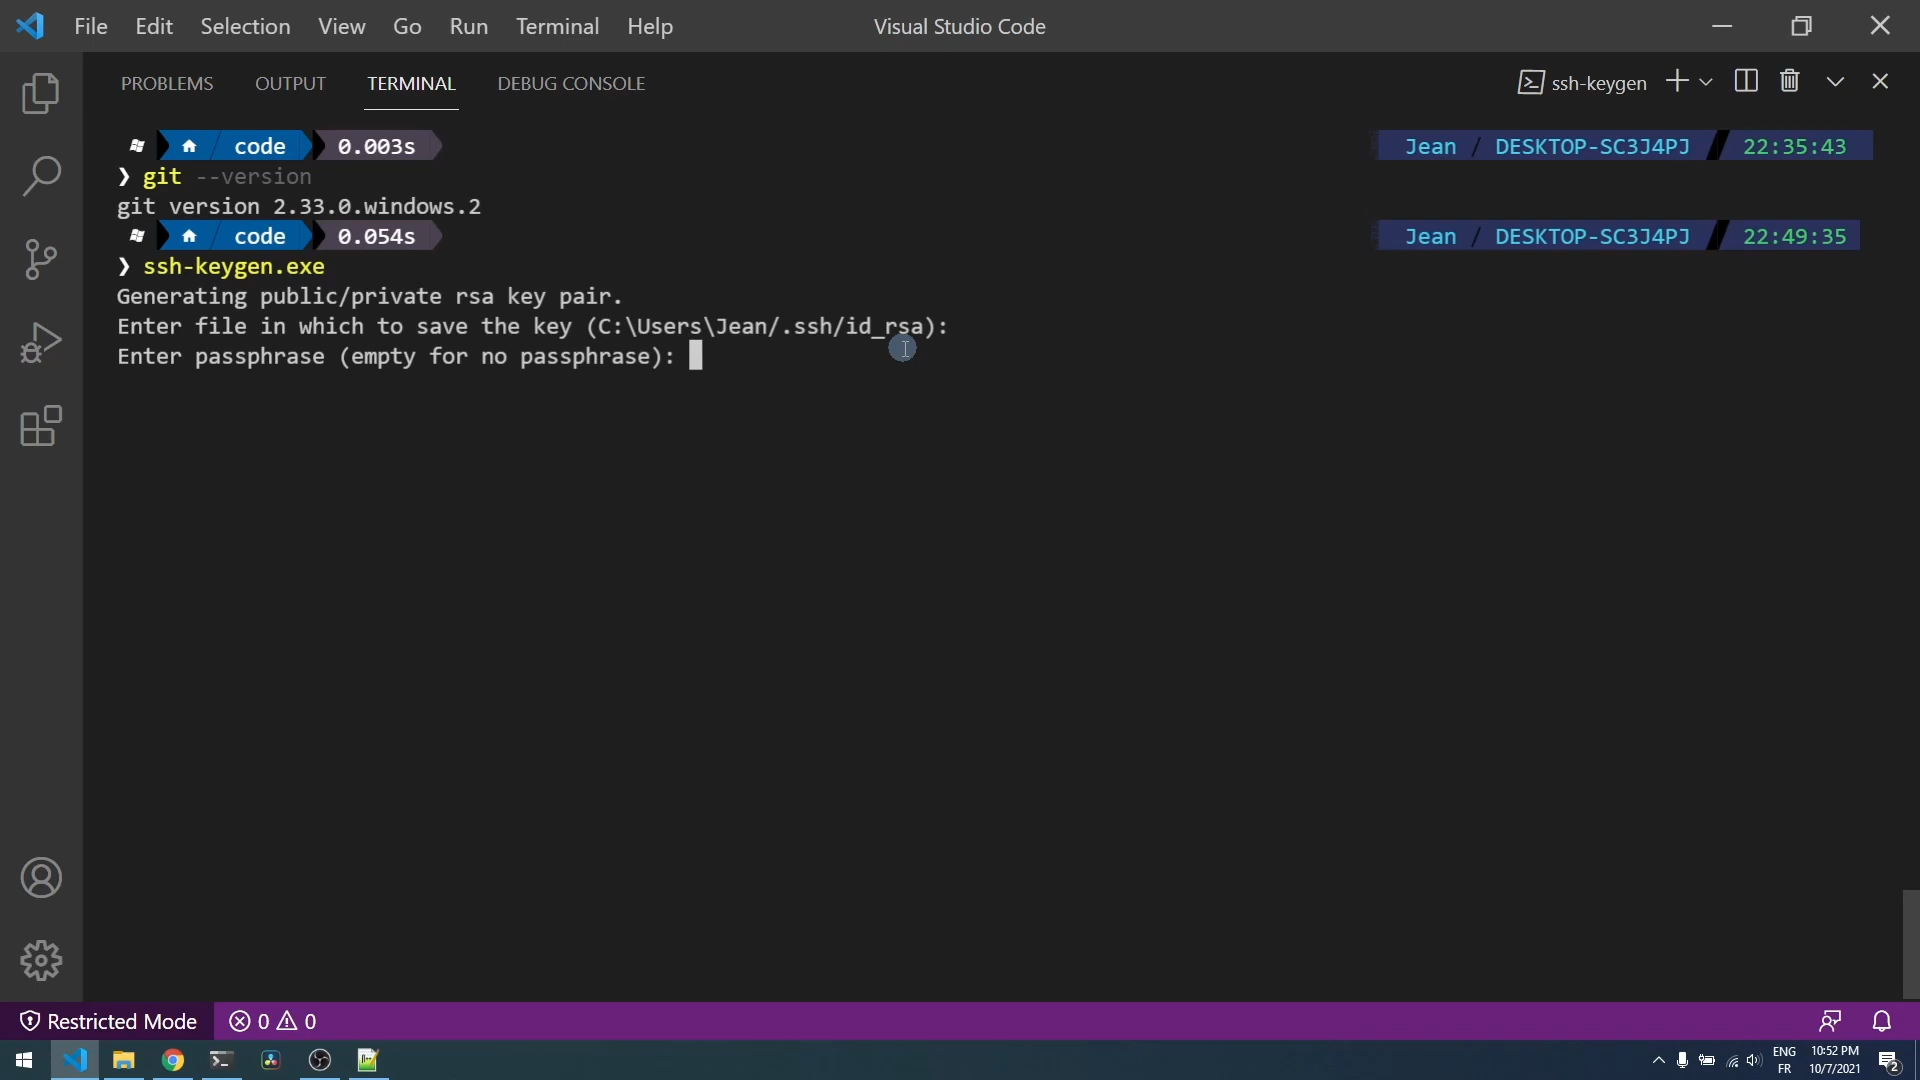 File Edit Selection View Go Run Terminal Help Visual Studio Code
PROBLEMS OUTPUT TERMINAL DEBUG CONSOLE ssh-keygen
code 0.003s Jean / DESKTOP-SC3J4PJ 22:35:43
❯ git --version
git version 2.33.0.windows.2
code 0.054s Jean / DESKTOP-SC3J4PJ 22:49:35
❯ ssh-keygen.exe
Generating public/private rsa key pair.
Enter file in which to save the key (C:\Users\Jean/.ssh/id_rsa):
Enter passphrase (empty for no passphrase):
Restricted Mode 0 0
ENG 10:52 PM
FR 10/7/2021 2